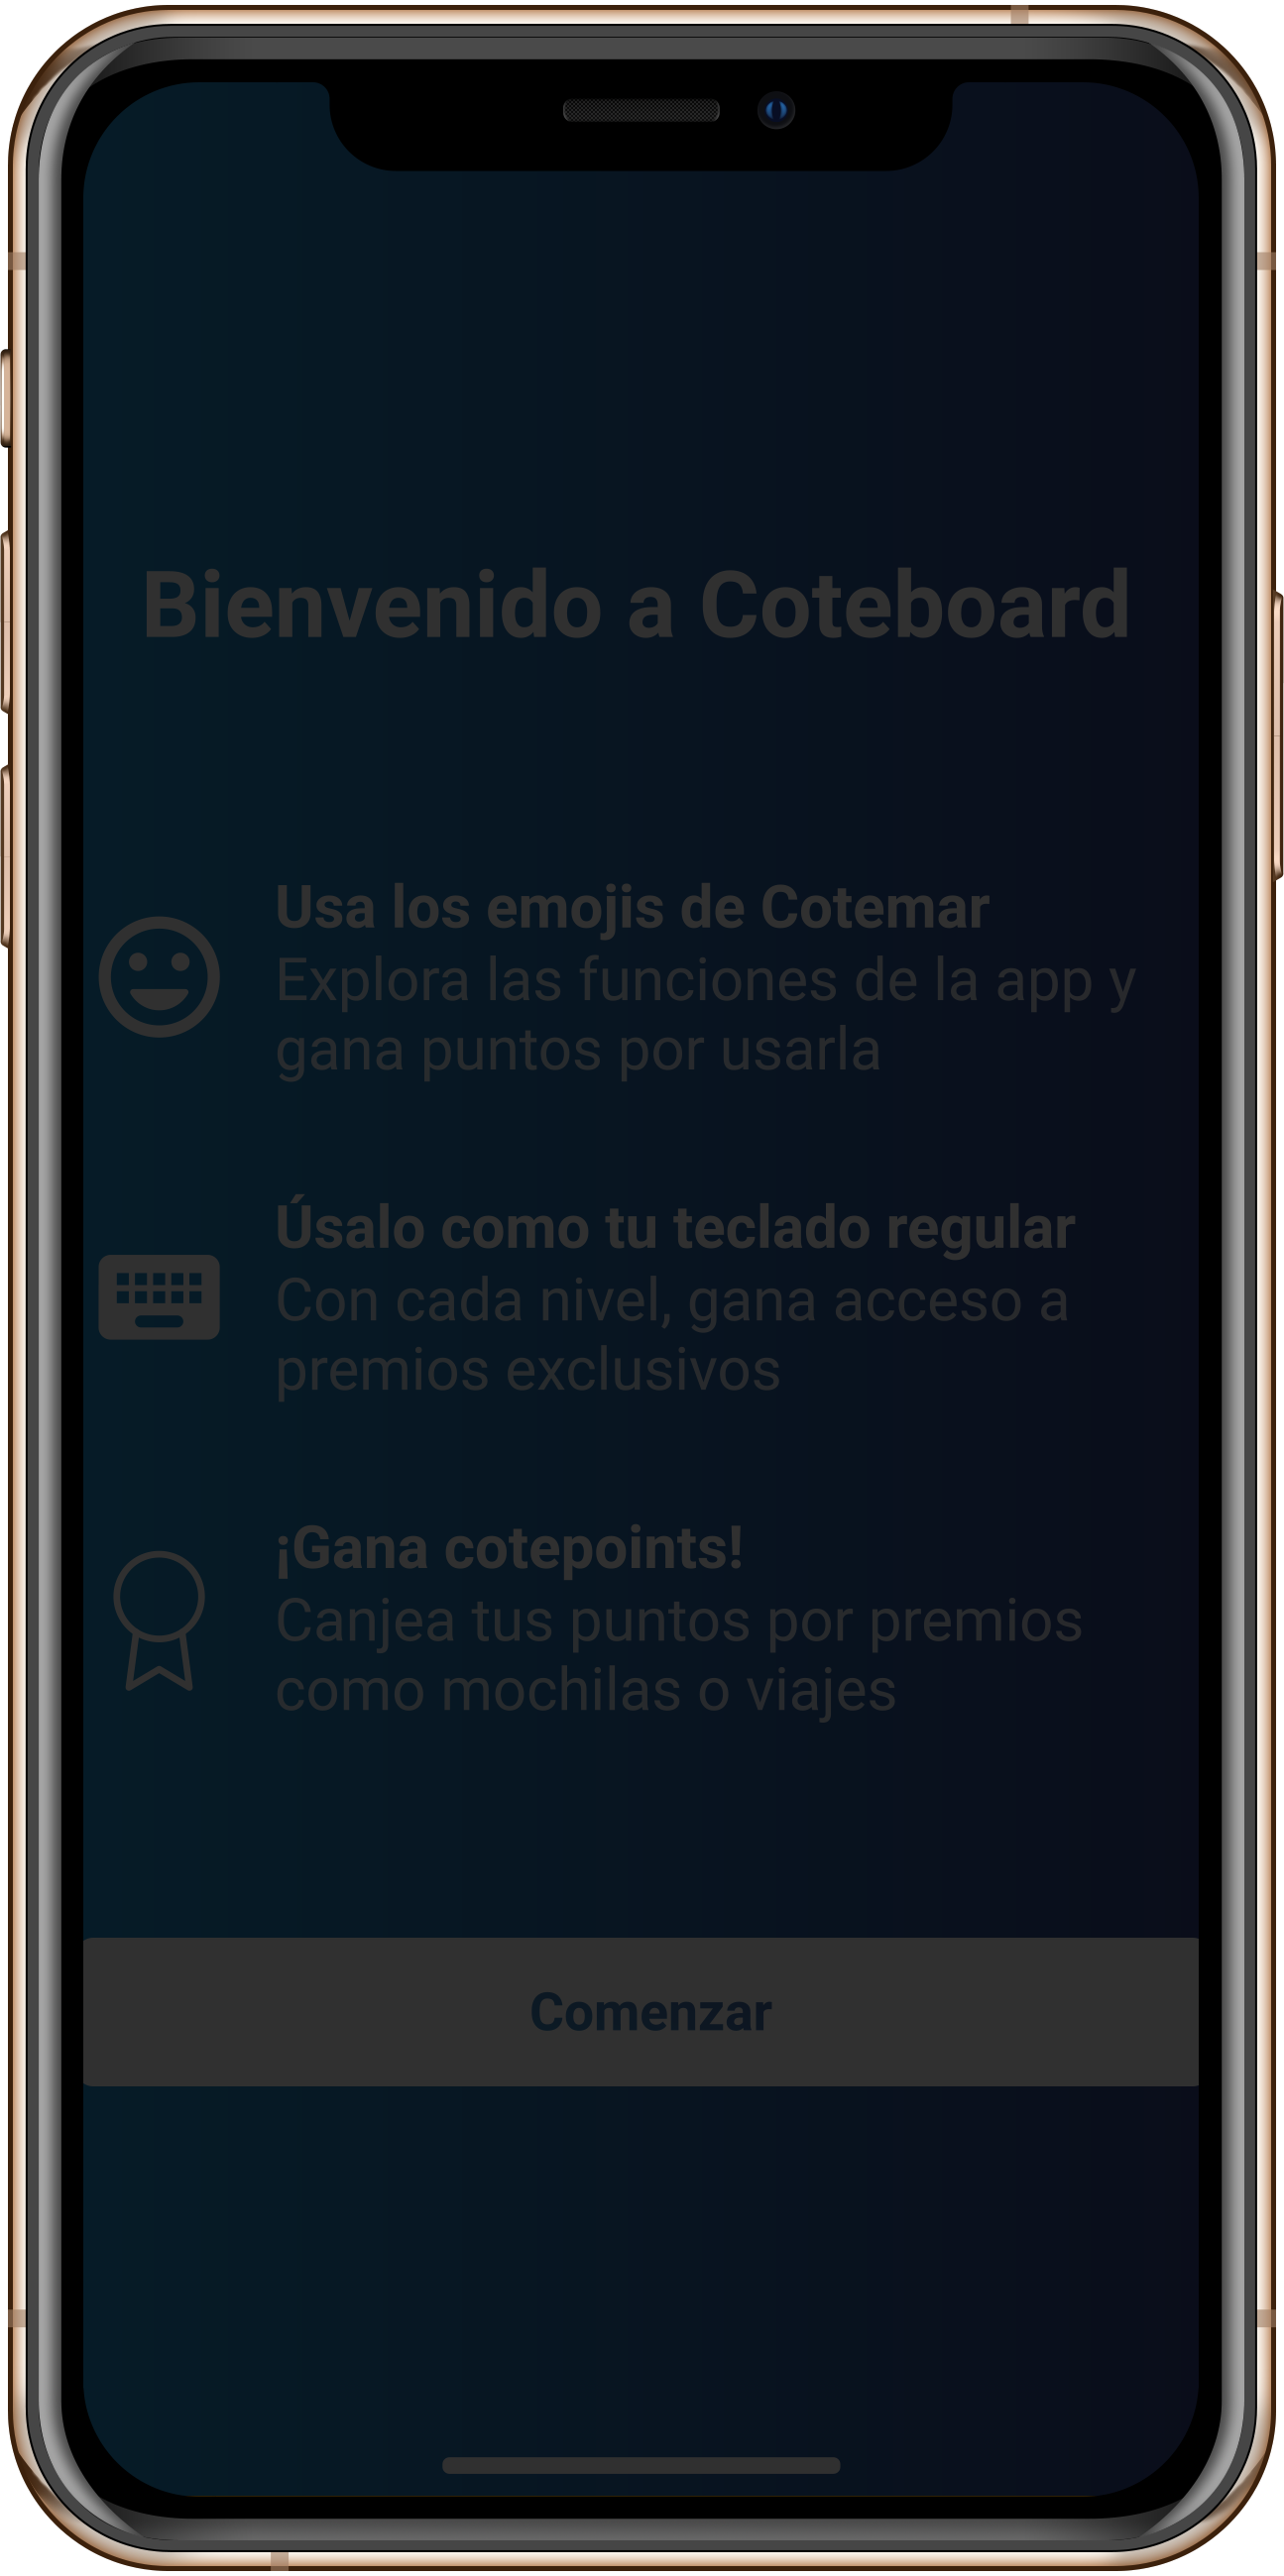 Bienvenido a Coteboard
Usa los emojis de Cotemar
Explora las funciones de la app y
gana puntos por usarla
Úsalo como tu teclado regular
Con cada nivel, gana acceso a
premios exclusivos
¡Gana cotepoints!
Canjea tus puntos por premios
como mochilas o viajes
Comenzar